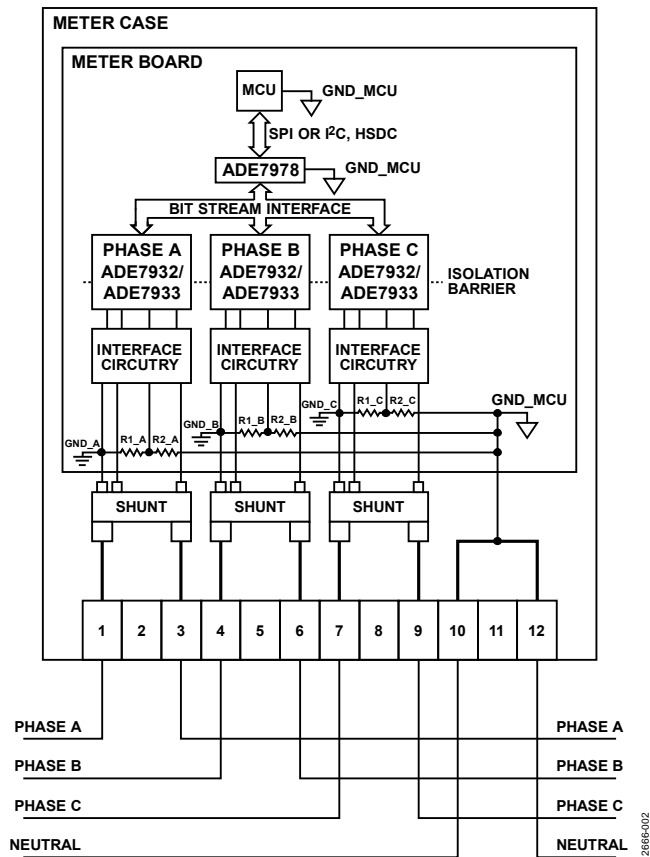 METER CASE
METER BOARD
MCU
GND_MCU
SPI OR I2C, HSDC
ADE7978
GND_MCU
BIT STREAM INTERFACE
PHASE A
ADE7932/
ADE7933
PHASE B
ADE7932/
ADE7933
PHASE C
ADE7932/
ADE7933
ISOLATION
BARRIER
INTERFACE
CIRCUTRY
INTERFACE
CIRCUTRY
INTERFACE
CIRCUTRY
GND_C
R1_C
R2_C
GND_MCU
GND_B
R1_B
R2_B
GND_A
R1_A
R2_A
SHUNT
SHUNT
SHUNT
1
2
3
4
5
6
7
8
9
10
11
12
PHASE A
PHASE A
PHASE B
PHASE B
PHASE C
PHASE C
NEUTRAL
NEUTRAL
2666-002